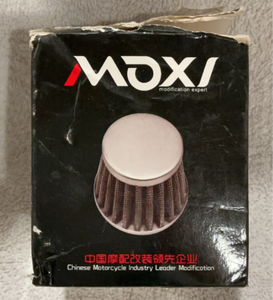 MOXI
modification expert
中国摩配改装领先企业
Chinese Motorcycle Industry Leader Modification